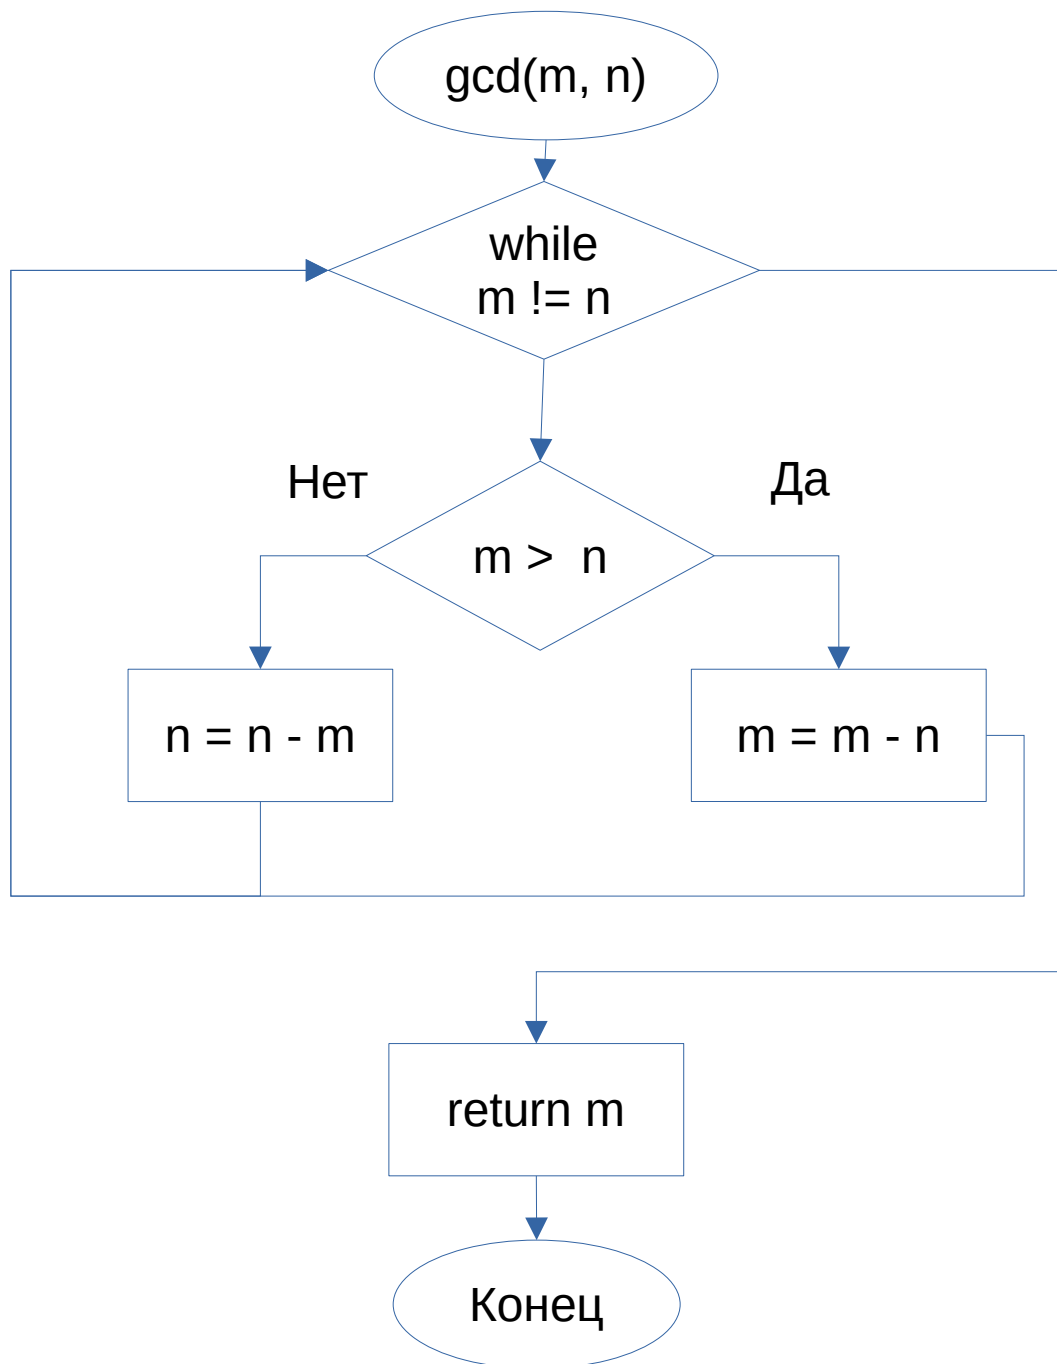 gcd(m, n)
while
m != n
Нет
Да
m > n
n = n - m
m = m - n
return m
Конец